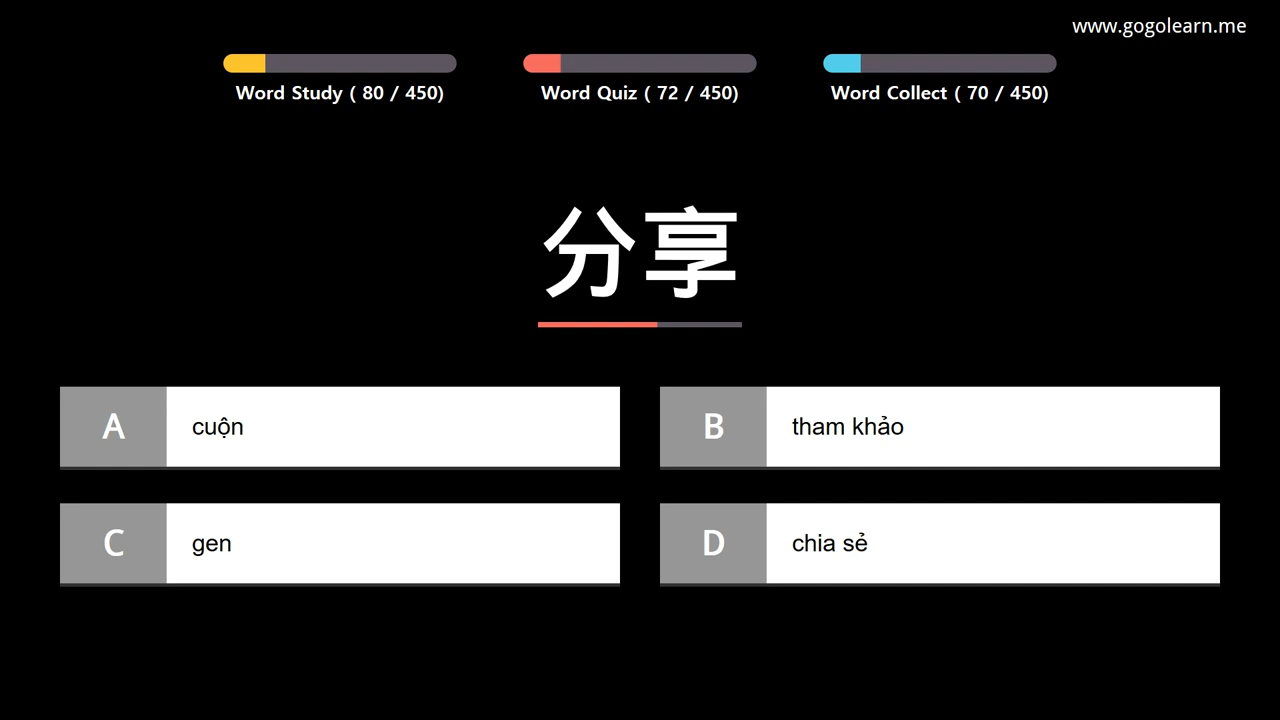 www.gogolearn.me
Word Study ( 80 / 450)
Word Quiz ( 72 / 450)
Word Collect ( 70 / 450)
分享
A cuộn
B tham khảo
C gen
D chia sẻ